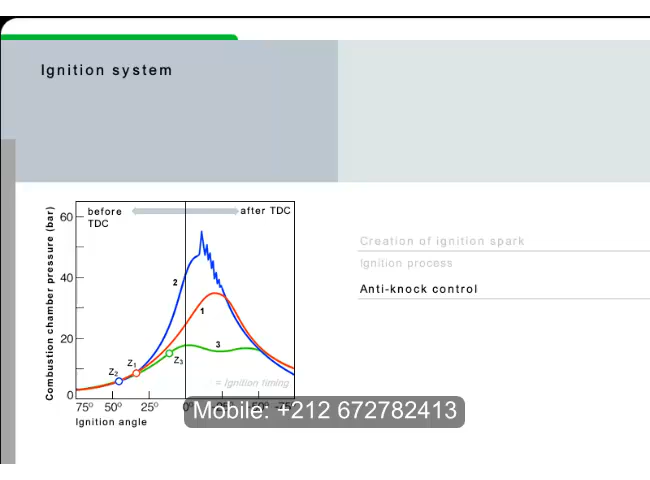 Ignition system
before after TDC
TDC
Combustion chamber pressure (bar)
60
40
20
0
2
1
3
Z2
Z1
Z3
= Ignition timing
75° 50° 25° 0° -25° -50° -75°
Ignition angle
Creation of ignition spark
Ignition process
Anti-knock control
Mobile: +212 672782413